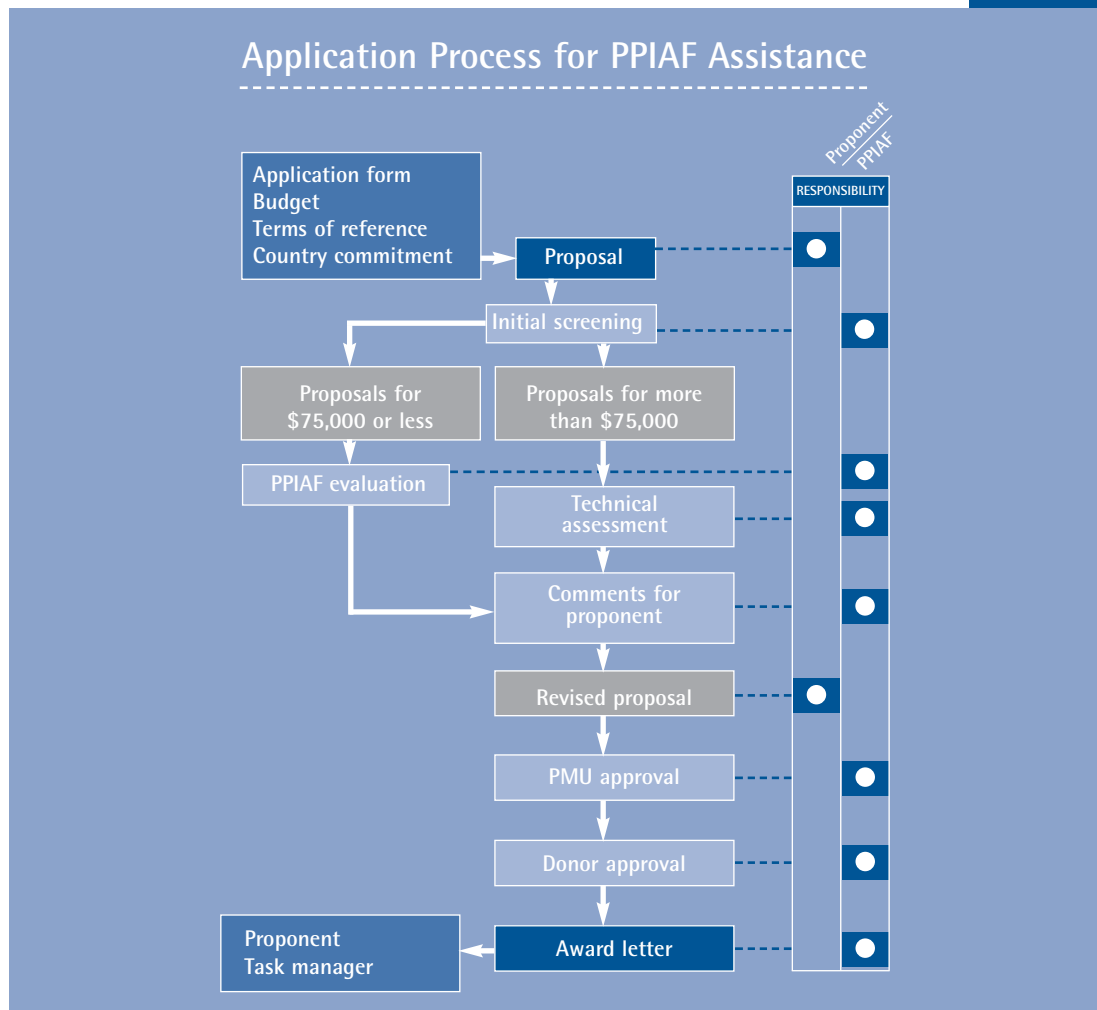 Application Process for PPIAF Assistance
Proponent
PPIAF
RESPONSIBILITY
Application form
Budget
Terms of reference
Country commitment
Proposal
Initial screening
Proposals for
$75,000 or less
Proposals for more
than $75,000
PPIAF evaluation
Technical
assessment
Comments for
proponent
Revised proposal
PMU approval
Donor approval
Award letter
Proponent
Task manager